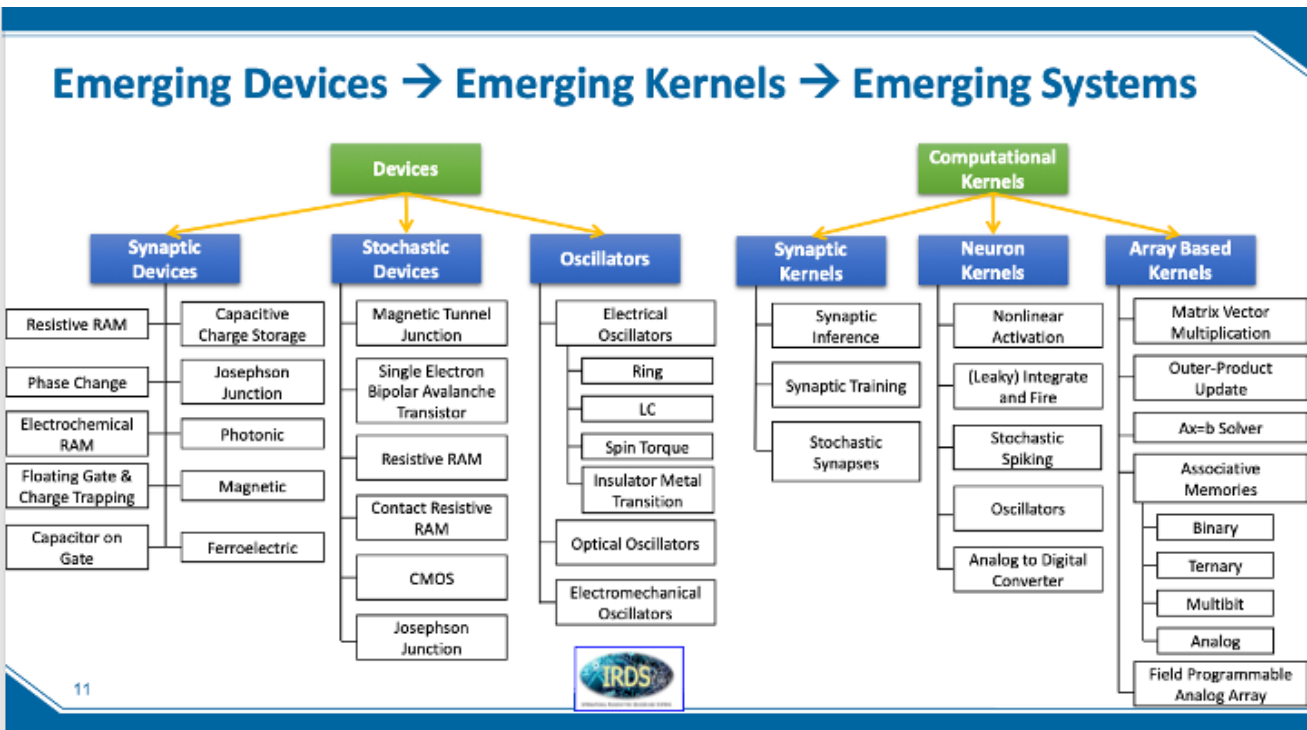 Emerging Devices → Emerging Kernels → Emerging Systems
Devices
Synaptic
Devices
Resistive RAM
Phase Change
Electrochemical
RAM
Floating Gate &
Charge Trapping
Capacitor on
Gate
Capacitive
Charge Storage
Josephson
Junction
Photonic
Magnetic
Ferroelectric
Stochastic
Devices
Magnetic Tunnel
Junction
Single Electron
Bipolar Avalanche
Transistor
Resistive RAM
Contact Resistive
RAM
CMOS
Josephson
Junction
Oscillators
Electrical
Oscillators
Ring
LC
Spin Torque
Insulator Metal
Transition
Optical Oscillators
Electromechanical
Oscillators
Computational
Kernels
Synaptic
Kernels
Synaptic
Inference
Synaptic Training
Stochastic
Synapses
Neuron
Kernels
Nonlinear
Activation
(Leaky) Integrate
and Fire
Stochastic
Spiking
Oscillators
Analog to Digital
Converter
Array Based
Kernels
Matrix Vector
Multiplication
Outer-Product
Update
Ax=b Solver
Associative
Memories
Binary
Ternary
Multibit
Analog
Field Programmable
Analog Array
11
IRDS